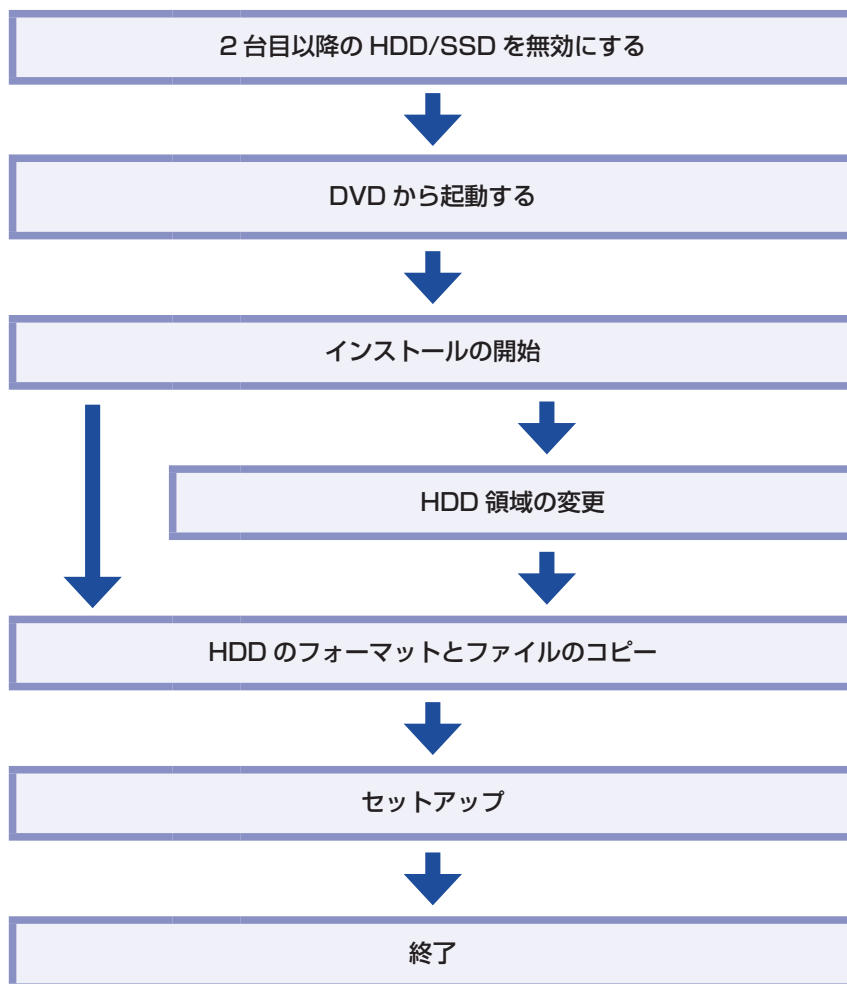 2 台目以降の HDD/SSD を無効にする
DVD から起動する
インストールの開始
HDD 領域の変更
HDD のフォーマットとファイルのコピー
セットアップ
終了